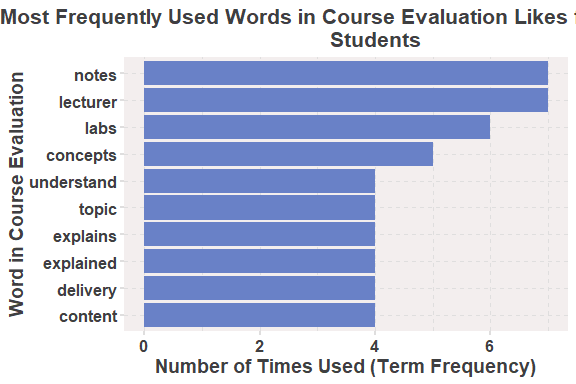 Most Frequently Used Words in Course Evaluation Likes
Students
Word in Course Evaluation
notes
lecturer
labs
concepts
understand
topic
explains
explained
delivery
content
0 2 4 6
Number of Times Used (Term Frequency)